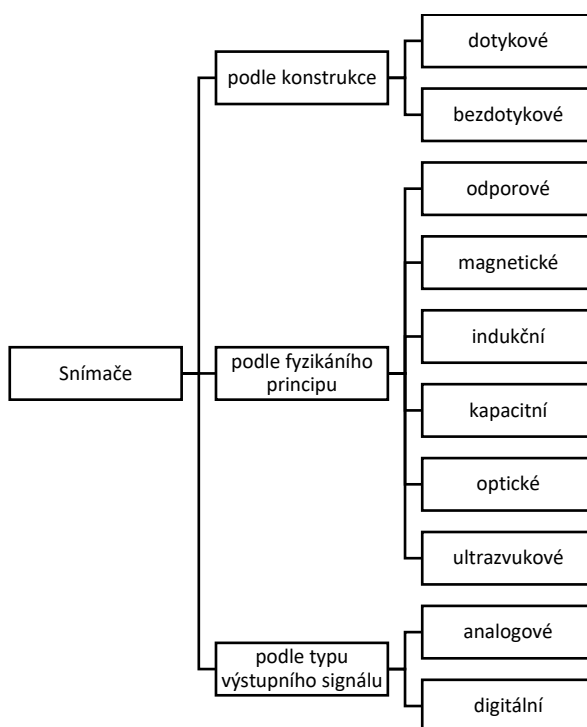 Snímače
podle konstrukce
dotykové
bezdotykové
podle fyzikáního
principu
odporové
magnetické
indukční
kapacitní
optické
ultrazvukové
podle typu
výstupního signálu
analogové
digitální